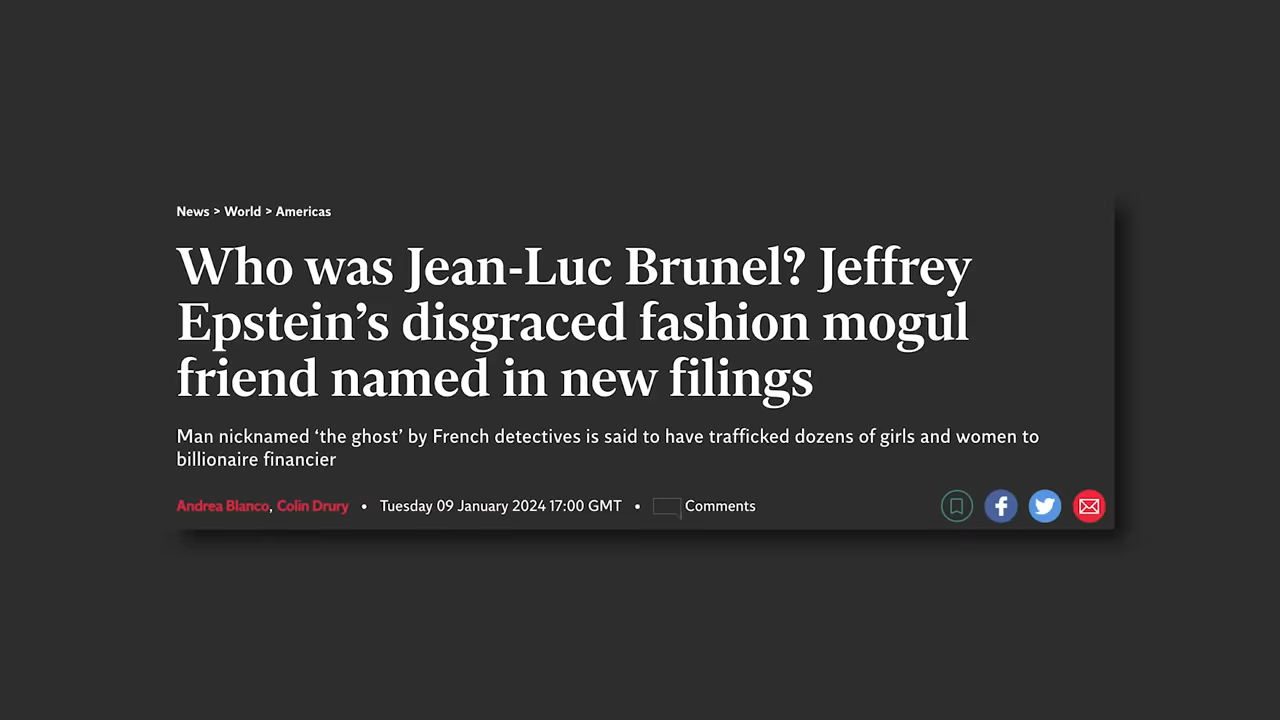 News > World > Americas
Who was Jean-Luc Brunel? Jeffrey
Epstein’s disgraced fashion mogul
friend named in new filings
Man nicknamed ‘the ghost’ by French detectives is said to have trafficked dozens of girls and women to
billionaire financier
Andrea Blanco, Colin Drury • Tuesday 09 January 2024 17:00 GMT • Comments